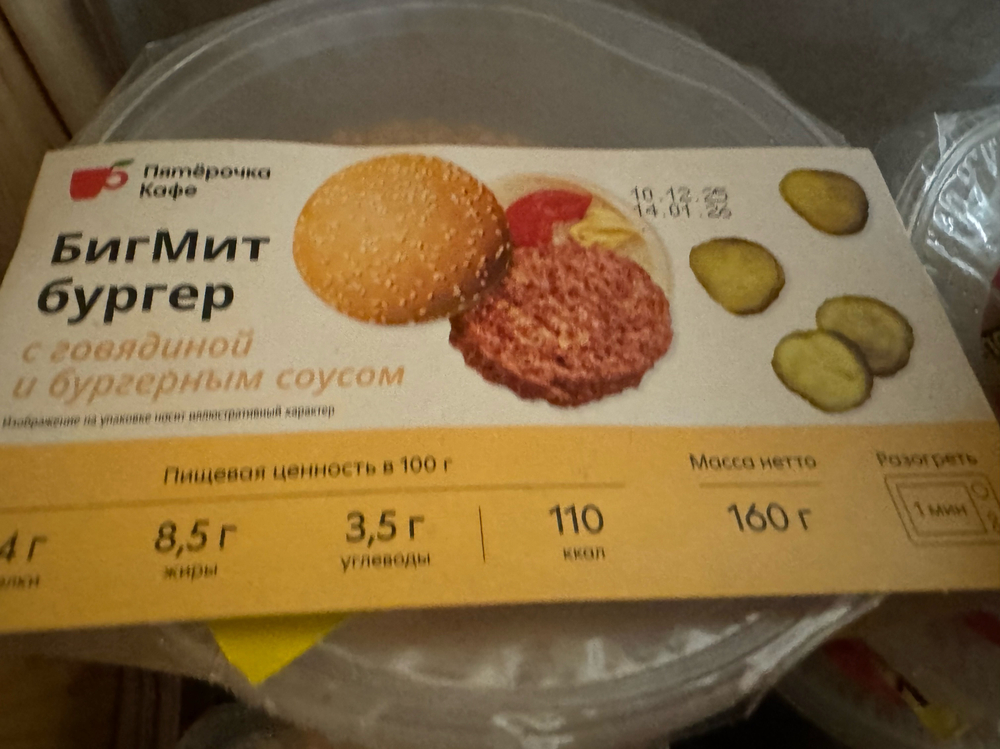 Пятёрочка
Кафе
БигМит
бургер
с говядиной
и бургерным соусом
Изображение на упаковке носит иллюстративный характер
10.12.25
14.01.26
Пищевая ценность в 100 г
4 г
8,5 г
жиры
3,5 г
углеводы
110
ккал
Масса нетто
160 г
Разогреть
1 мин